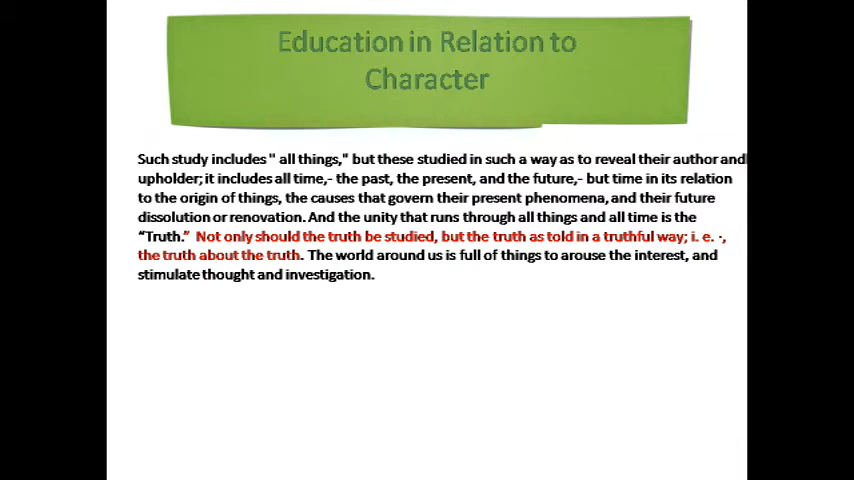 Education in Relation to
Character
Such study includes " all things," but these studied in such a way as to reveal their author and
upholder; it includes all time,- the past, the present, and the future,- but time in its relation
to the origin of things, the causes that govern their present phenomena, and their future
dissolution or renovation. And the unity that runs through all things and all time is the
“Truth.” Not only should the truth be studied, but the truth as told in a truthful way; i. e. ·,
the truth about the truth. The world around us is full of things to arouse the interest, and
stimulate thought and investigation.